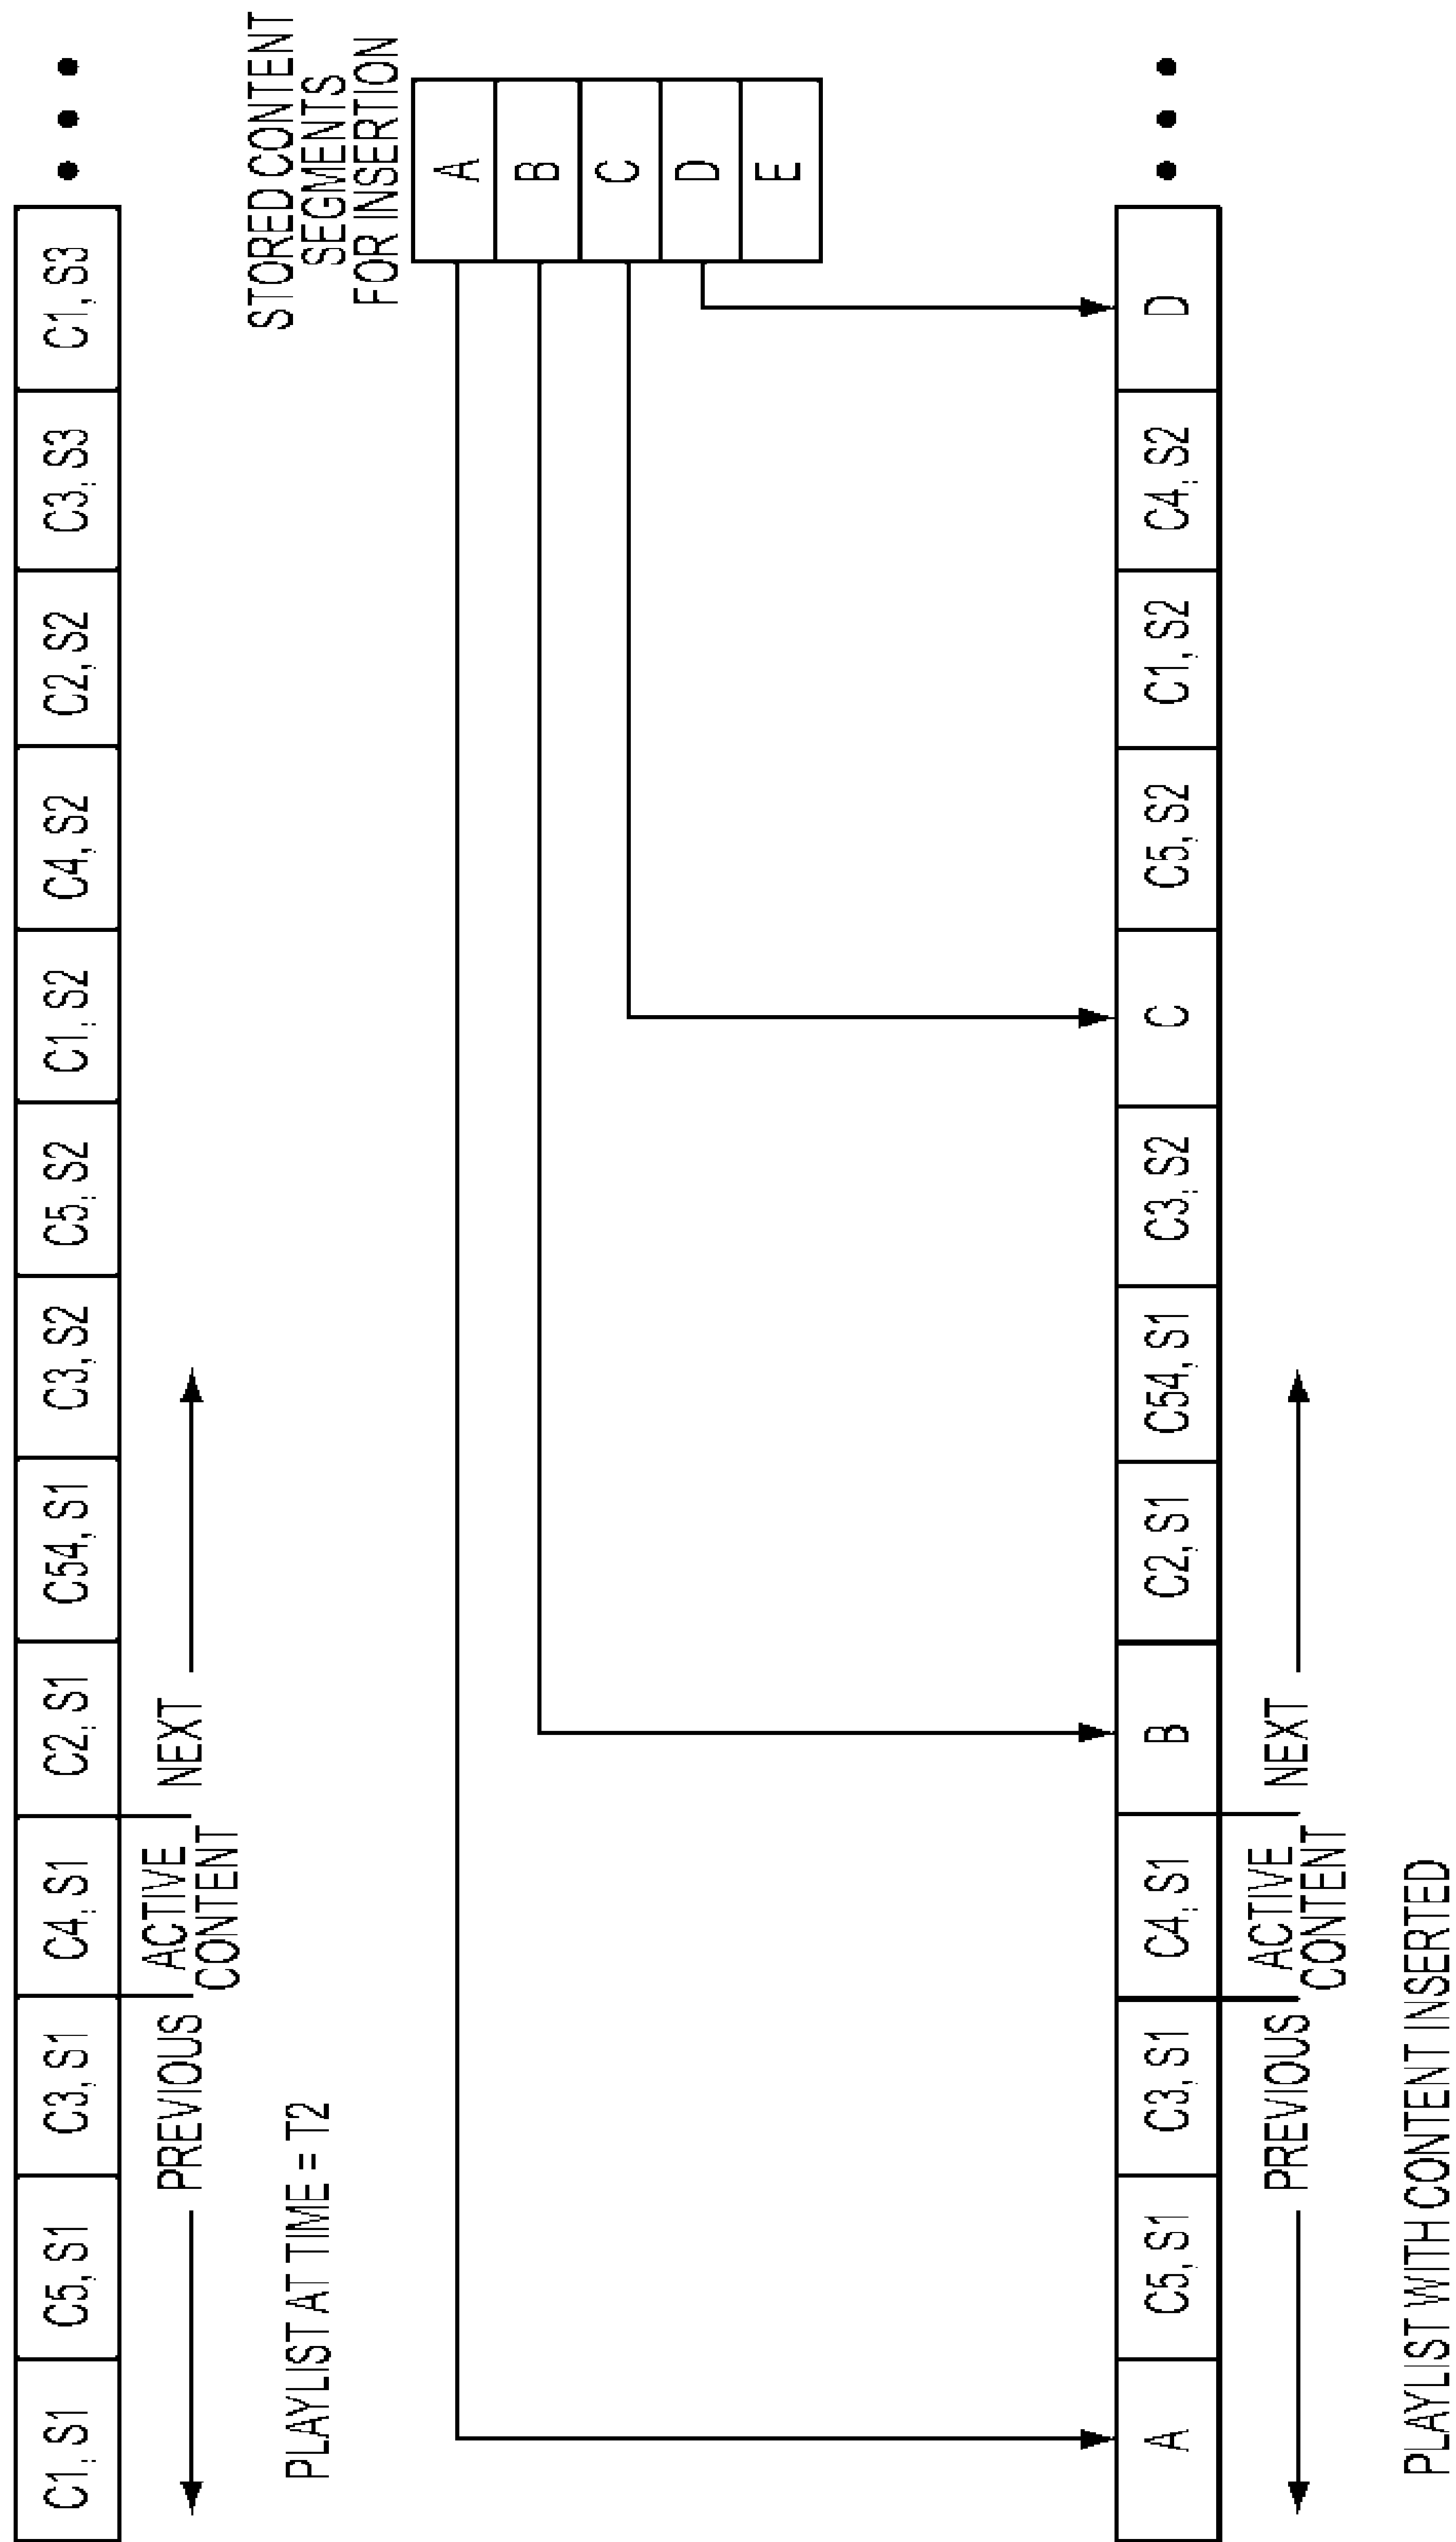 C1, S1
C5, S1
C3, S1
C4, S1
C2, S1
C54, S1
C3, S2
C5, S2
C1, S2
C4, S2
C2, S2
C3, S3
C1, S3
PREVIOUS
ACTIVE
CONTENT
NEXT
PLAYLIST AT TIME = T2
STORED CONTENT
SEGMENTS
FOR INSERTION
A
B
C
D
E
A
C5, S1
C3, S1
C4, S1
B
C2, S1
C54, S1
C3, S2
C
C5, S2
C1, S2
C4, S2
D
PREVIOUS
ACTIVE
CONTENT
NEXT
PLAYLIST WITH CONTENT INSERTED